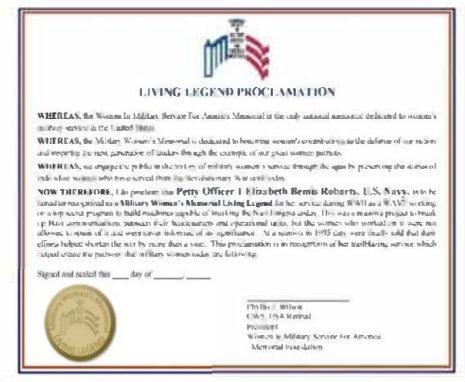 LIVING LEGEND PROCLAMATION
WHEREAS, the Women In Military Service For America Memorial is the only national memorial dedicated to women's
military service in the United States.
WHEREAS, the Military Women's Memorial is dedicated to honoring women's contributions to the defense of our nation
and inspiring the next generation of leaders through the example of our great women patriots.
WHEREAS, we engage the public in the history of military women's service through the ages by preserving the stories of
individual women who have served from the Revolutionary War until today.
NOW THEREFORE, I do proclaim that Petty Officer 1 Elizabeth Bemis Robarts, U.S. Navy, is to be
recognized as a Military Women's Memorial Living Legend for her service during WWII as a WAVE working
on a top secret program to build machines capable of breaking the Nazi Enigma codes. This was a massive project to break
up Nazi communications between their headquarters and operational units, but the women who worked on it were not
allowed to speak of it and were never informed of its significance. At a reunion in 1995 they were finally told that their
efforts helped shorten the war by more than a year. This proclamation is in recognition of her trailblazing service which
helped create the pathway that military women today are following.
Signed and sealed this ____ day of ______, ____
Phyllis J. Wilson
CW5, USA Retired
President
Women In Military Service For America
Memorial Foundation
LIVING LEGEND